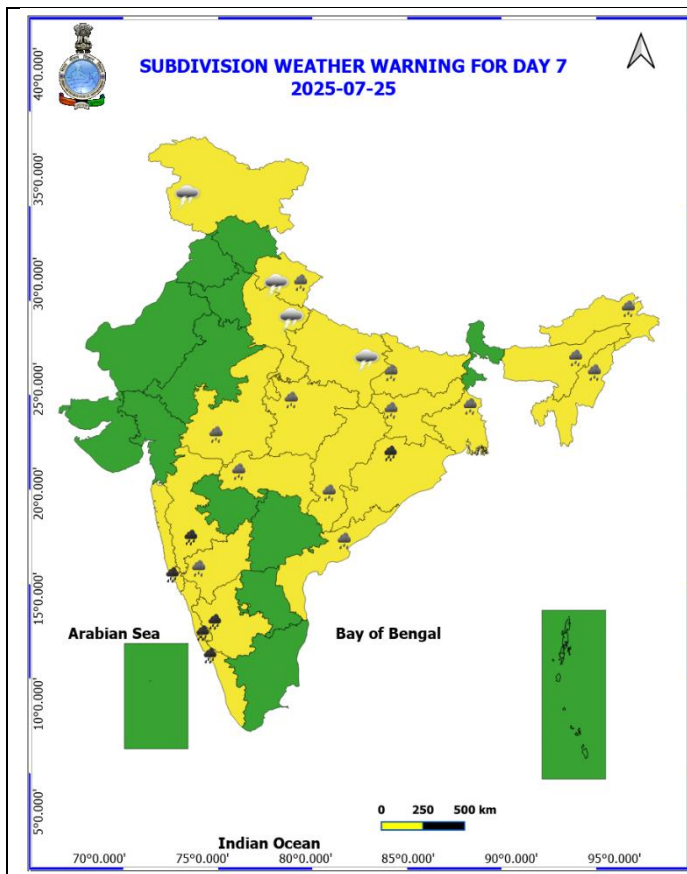 SUBDIVISION WEATHER WARNING FOR DAY 7
2025-07-25
40°0.000'
35°0.000'
30°0.000'
25°0.000'
20°0.000'
15°0.000'
10°0.000'
5°0.000'
Arabian Sea
Bay of Bengal
0 250 500 km
Indian Ocean
70°0.000' 75°0.000' 80°0.000' 85°0.000' 90°0.000' 95°0.000'